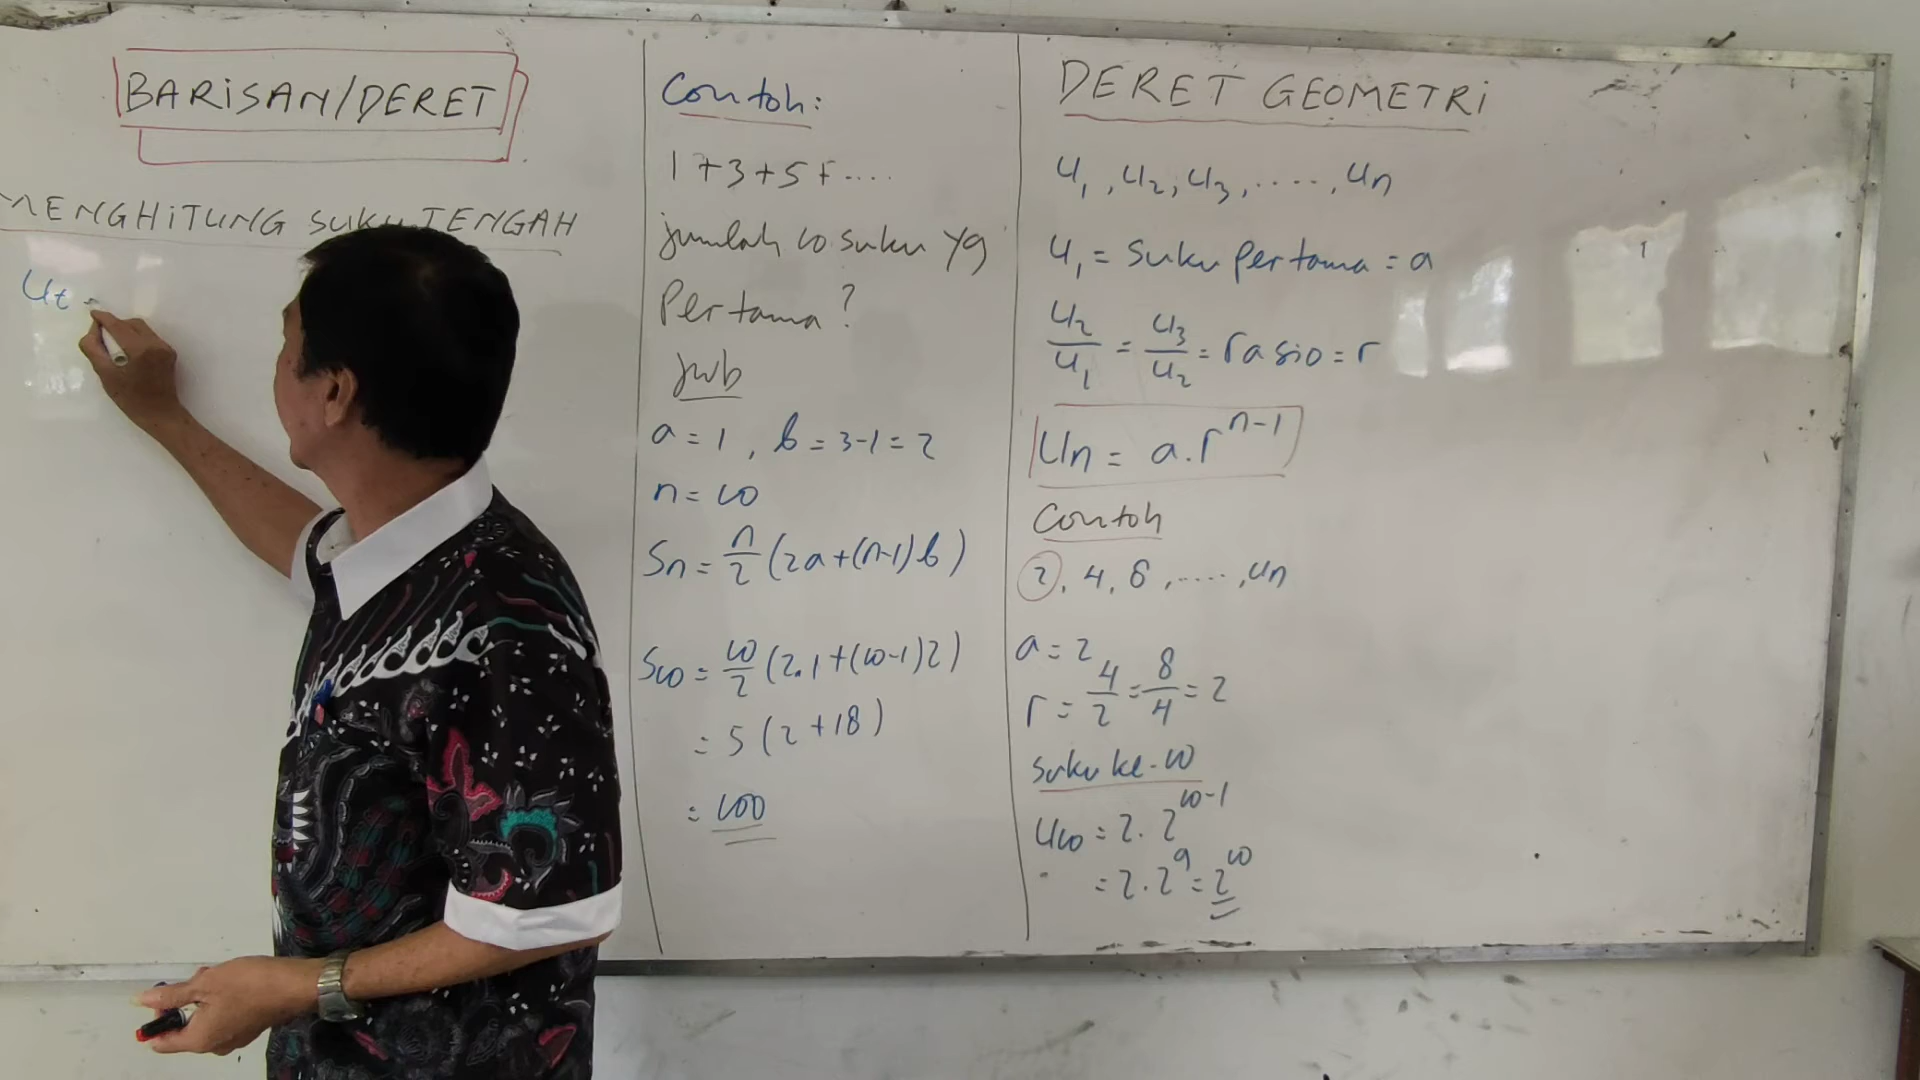 BARISAN/DERET
MENGHITUNG SUKU TENGAH
Ut =
Contoh:
1+3+5+....
jumlah 10 suku yg
Pertama?
jwb
a = 1, b = 3-1 = 2
n = 10
Sn = n/2 (2a+(n-1)b)
S10 = 10/2 (2.1+(10-1)2)
= 5(2+18)
= 100
DERET GEOMETRI
U₁, U₂, U₃, ....., Un
U₁ = Suku pertama = a
U₂/U₁ = U₃/U₂ = rasio = r
Un = a.r^(n-1)
Contoh
2, 4, 8, ....., Un
a = 2
r = 4/2 = 8/4 = 2
Suku ke-10
U10 = 2.2^(10-1)
= 2.2^9 = 2^10